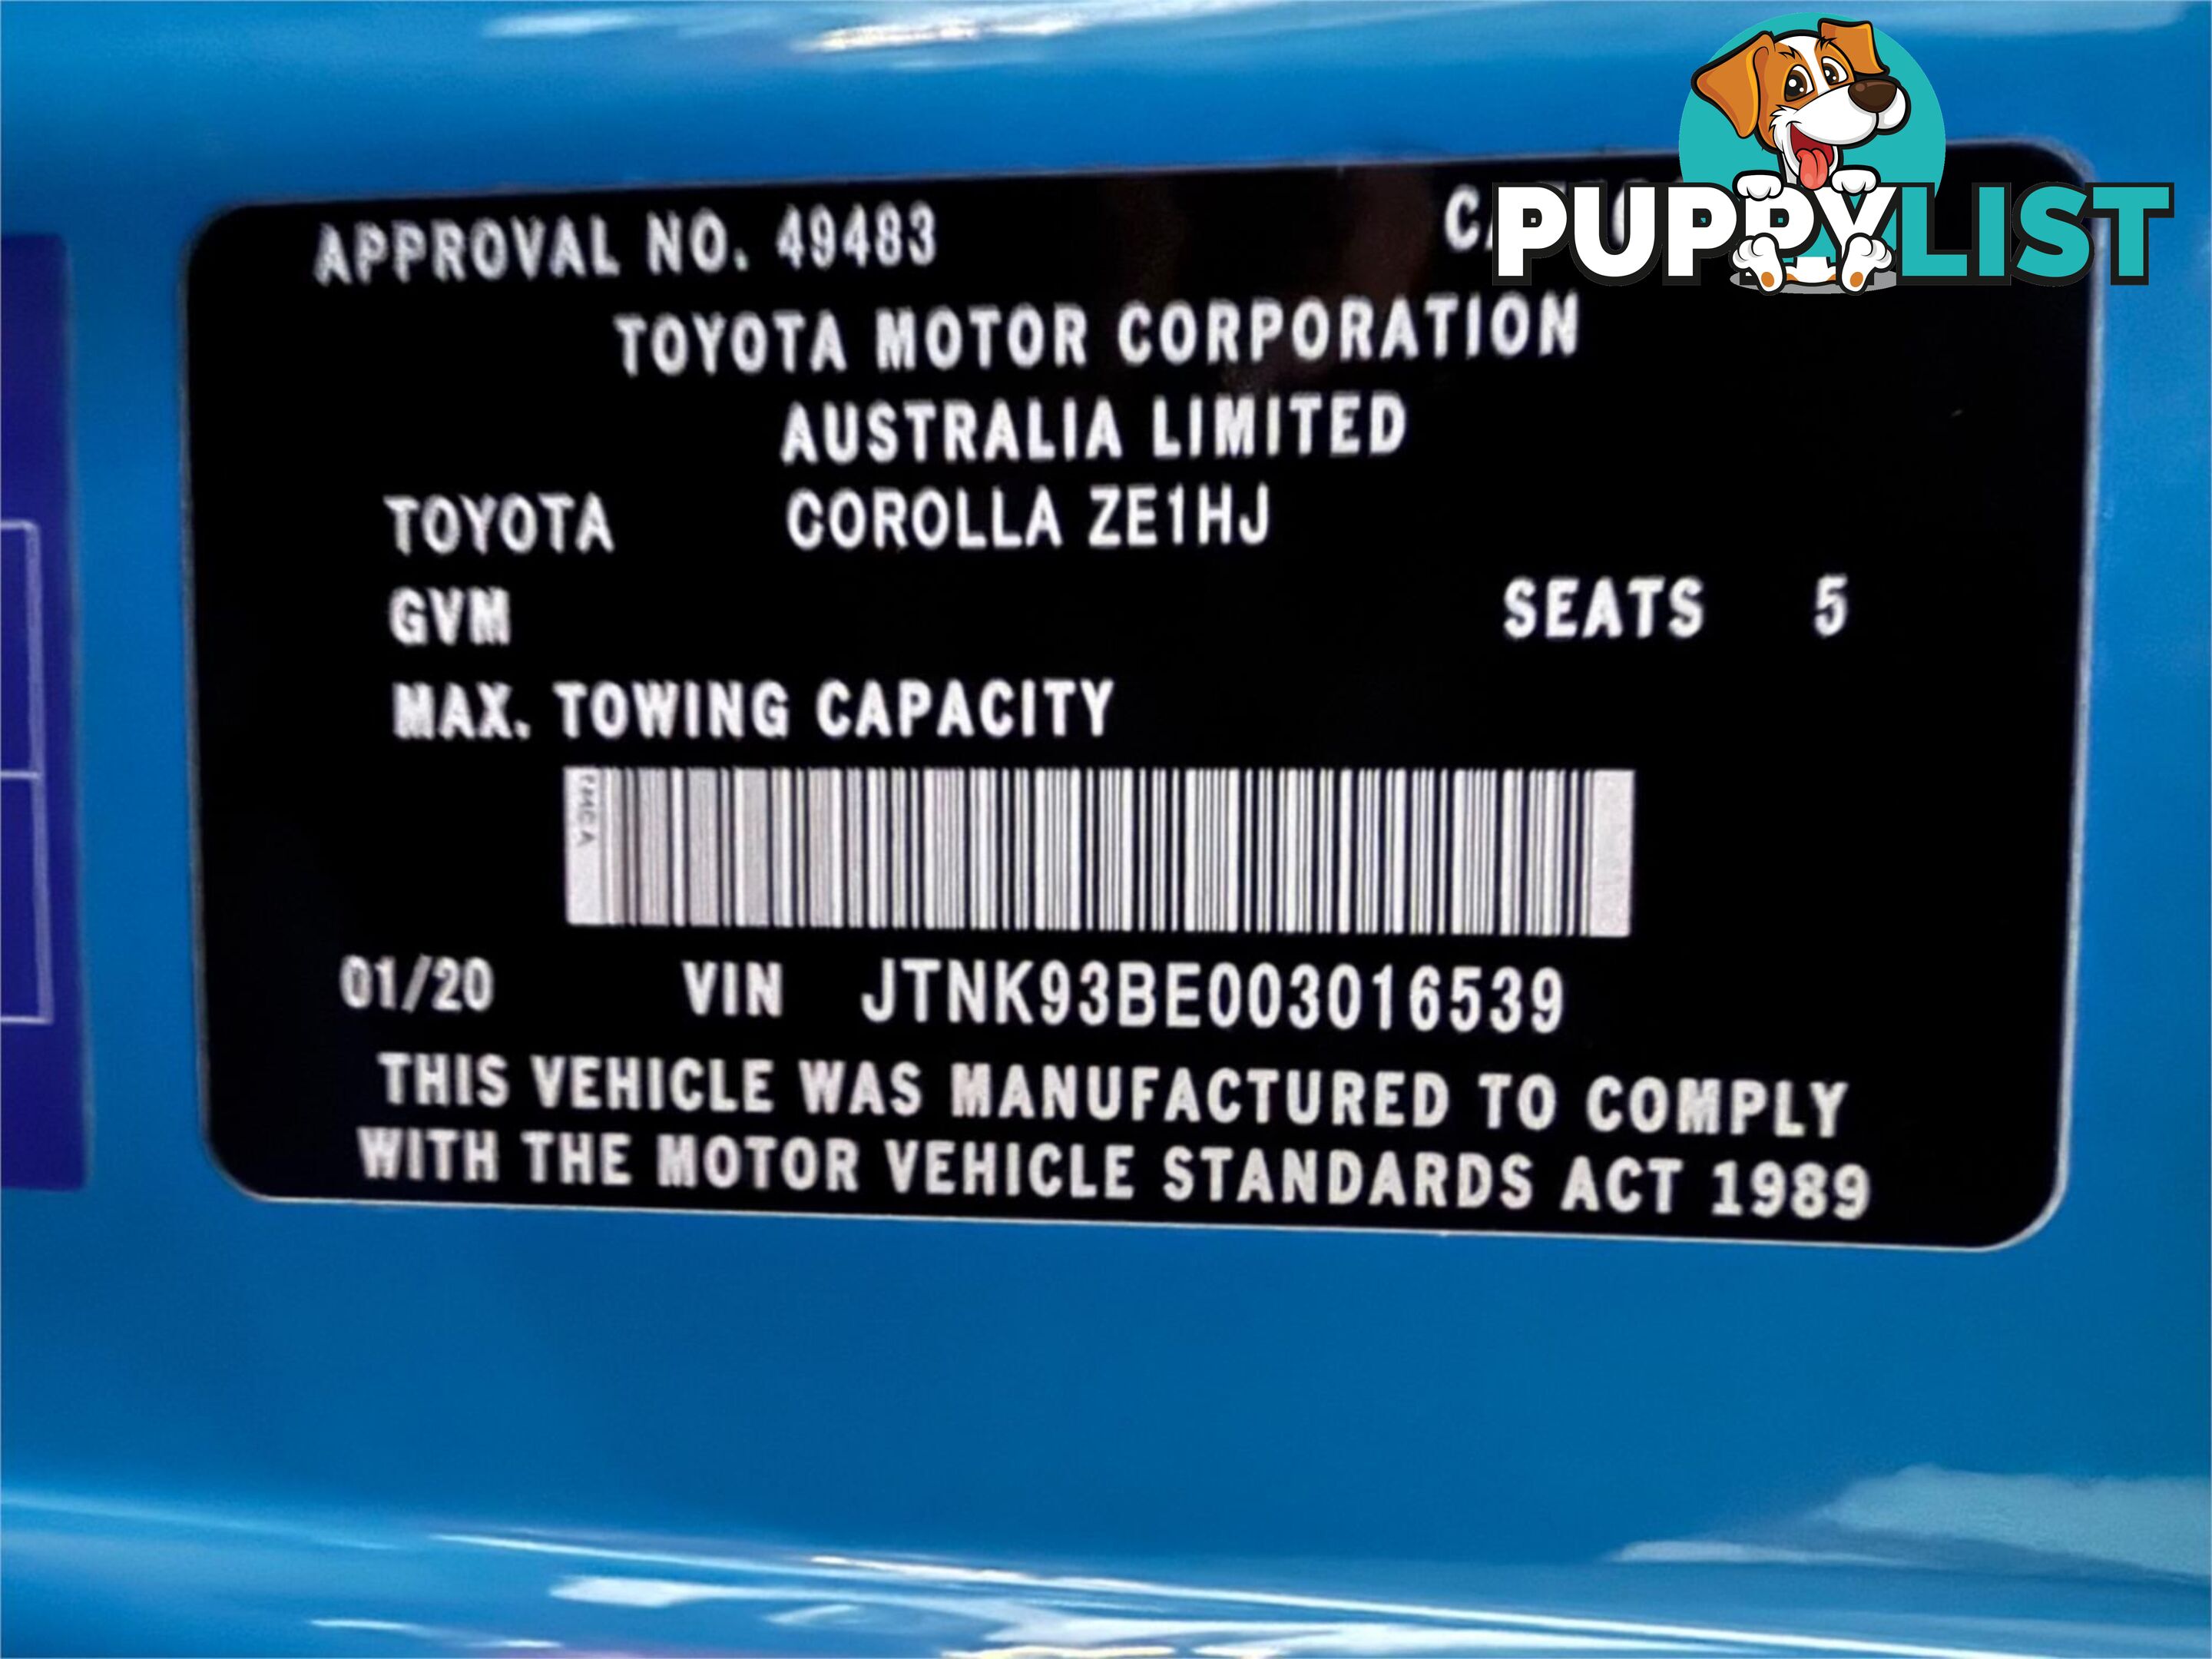 APPROVAL NO. 49483
PUPPYLIST
TOYOTA MOTOR CORPORATION
AUSTRALIA LIMITED
TOYOTA COROLLA ZE1HJ
GVM SEATS 5
MAX. TOWING CAPACITY
01/20 VIN JTNK93BE003016539
THIS VEHICLE WAS MANUFACTURED TO COMPLY
WITH THE MOTOR VEHICLE STANDARDS ACT 1989